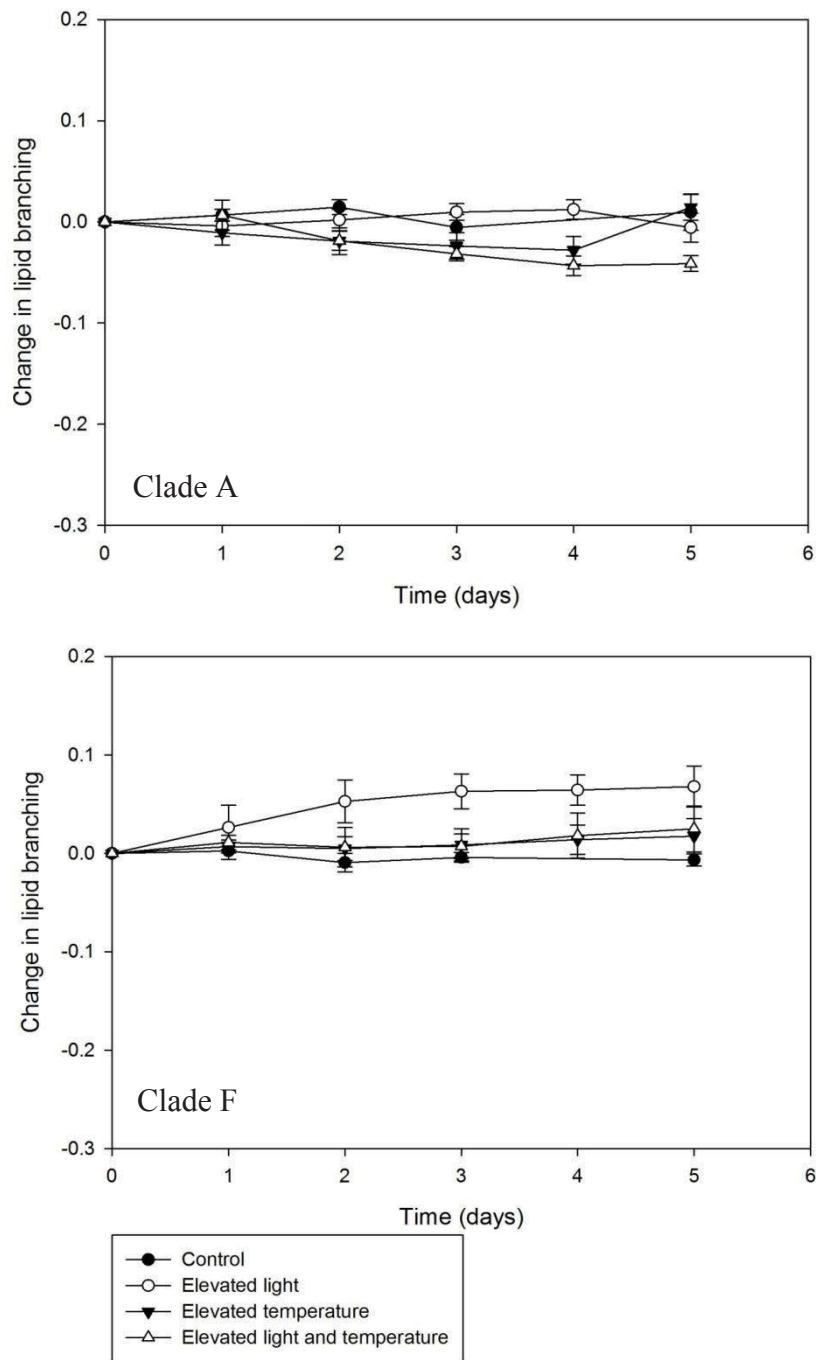 0.2
0.1
0.0
-0.1
-0.2
-0.3
Change in lipid branching
Clade A
0 1 2 3 4 5 6
Time (days)
0.2
0.1
0.0
-0.1
-0.2
-0.3
Change in lipid branching
Clade F
0 1 2 3 4 5 6
Time (days)
Control
Elevated light
Elevated temperature
Elevated light and temperature